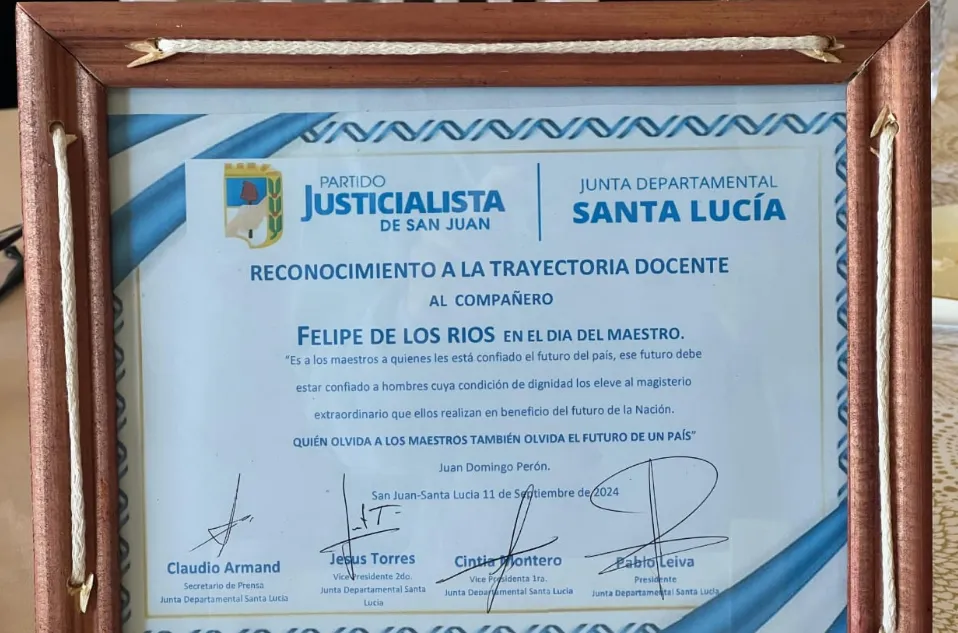 PARTIDO
JUSTICIALISTA
DE SAN JUAN
JUNTA DEPARTAMENTAL
SANTA LUCÍA
RECONOCIMIENTO A LA TRAYECTORIA DOCENTE
AL COMPAÑERO
FELIPE DE LOS RIOS EN EL DIA DEL MAESTRO.
"Es a los maestros a quienes les está confiado el futuro del país, ese futuro debe
estar confiado a hombres cuya condición de dignidad los eleve al magisterio
extraordinario que ellos realizan en beneficio del futuro de la Nación.
QUIÉN OLVIDA A LOS MAESTROS TAMBIÉN OLVIDA EL FUTURO DE UN PAÍS"
Juan Domingo Perón.
San Juan-Santa Lucia 11 de Septiembre de 2024
Claudio Armand
Secretario de Prensa
Junta Departamental Santa Lucía
Jesus Torres
Vice Presidente 2do.
Junta Departamental Santa
Lucía
Cintia Montero
Vice Presidenta 1ra.
Junta Departamental Santa Lucía
Pablo Leiva
Presidente
Junta Departamental Santa Lucía